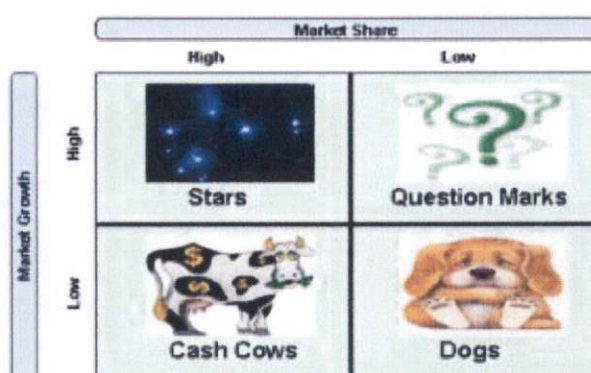 Market Share
High Low
Market Growth
High
Stars Question Marks
Low
$ $ $
Cash Cows Dogs